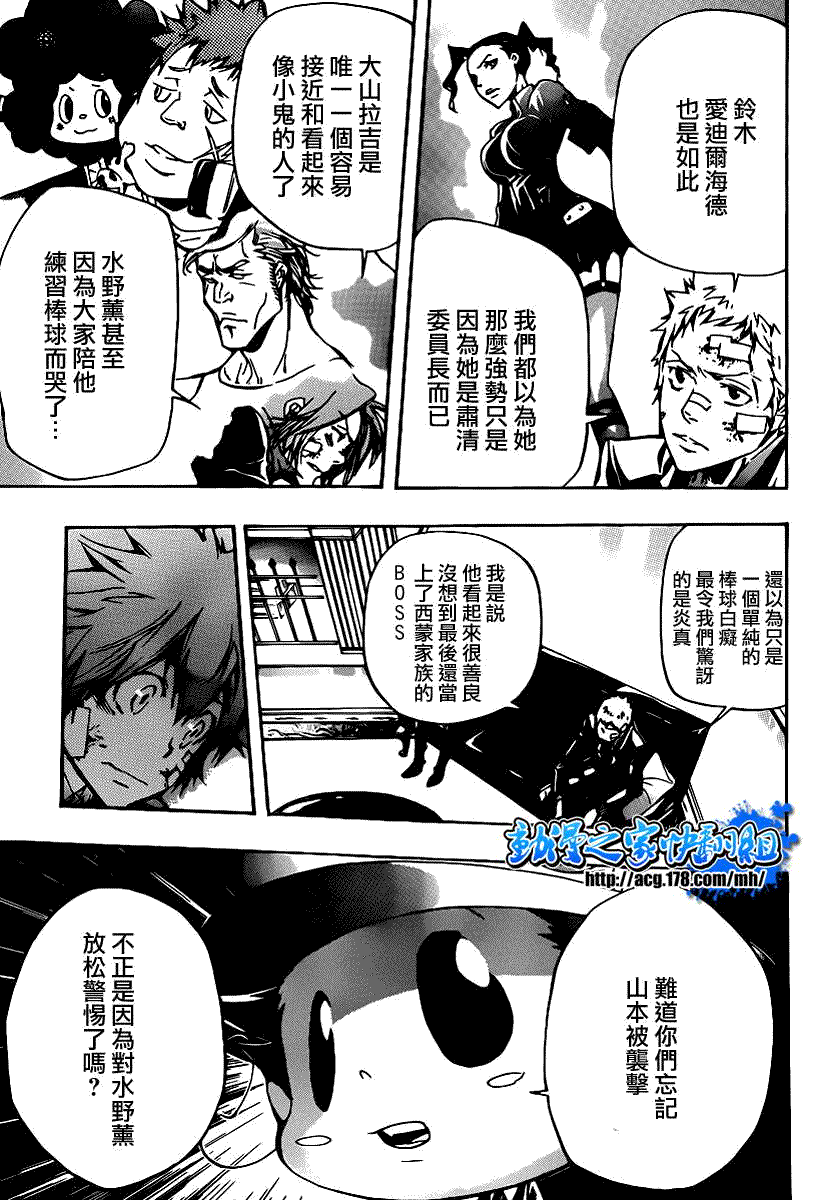 鈴木
愛迪爾海德
也是如此
我們都以為她
那麼強勢只是
因為她是肅清
委員長而已
大山拉吉是
唯一一個容易
接近和看起來
像小鬼的人了
水野薰甚至
因為大家陪他
練習棒球而哭了…
還以為只是
一個單純的
棒球白癡
最令我們驚訝
的是炎真
我是說
他看起來很善良
沒想到最後還當
上了西蒙家族的
BOSS
動漫之家快翻組
http://acg.178.com/mh/
難道你們忘記
山本被襲擊
不正是因為對水野薰
放松警惕了嗎?